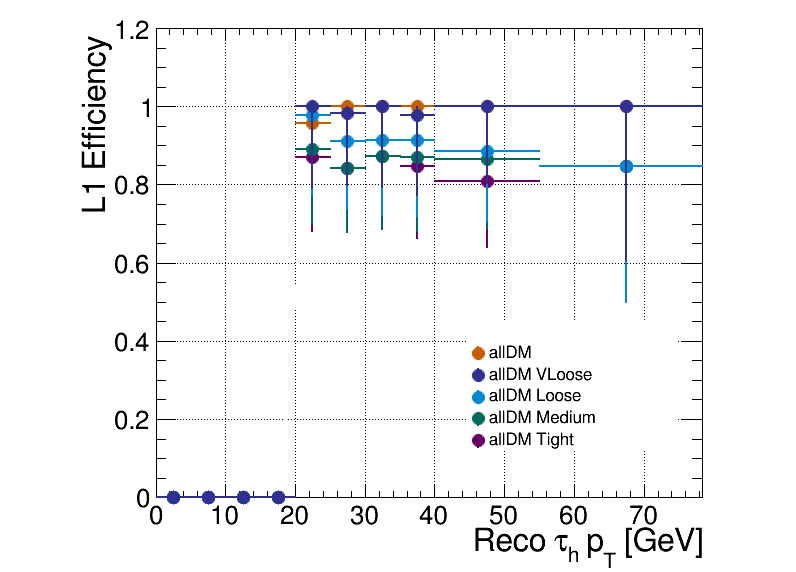 L1 Efficiency
1.2
1
0.8
0.6
0.4
0.2
0
allDM
allDM VLoose
allDM Loose
allDM Medium
allDM Tight
0 10 20 30 40 50 60 70
Reco τh pT [GeV]